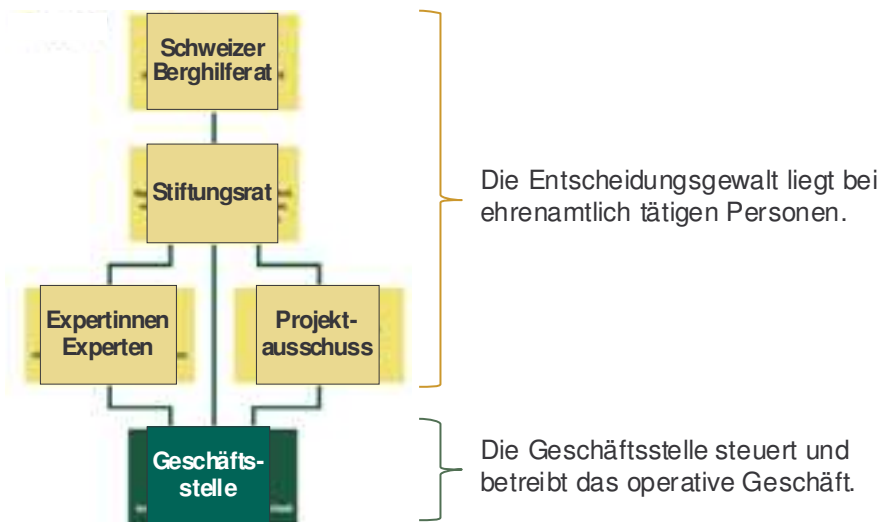 Schweizer
Berghilferat
Stiftungsrat
Die Entscheidungsgewalt liegt bei
ehrenamtlich tätigen Personen.
Expertinnen
Experten
Projekt-
ausschuss
Geschäfts-
stelle
Die Geschäftsstelle steuert und
betreibt das operative Geschäft.